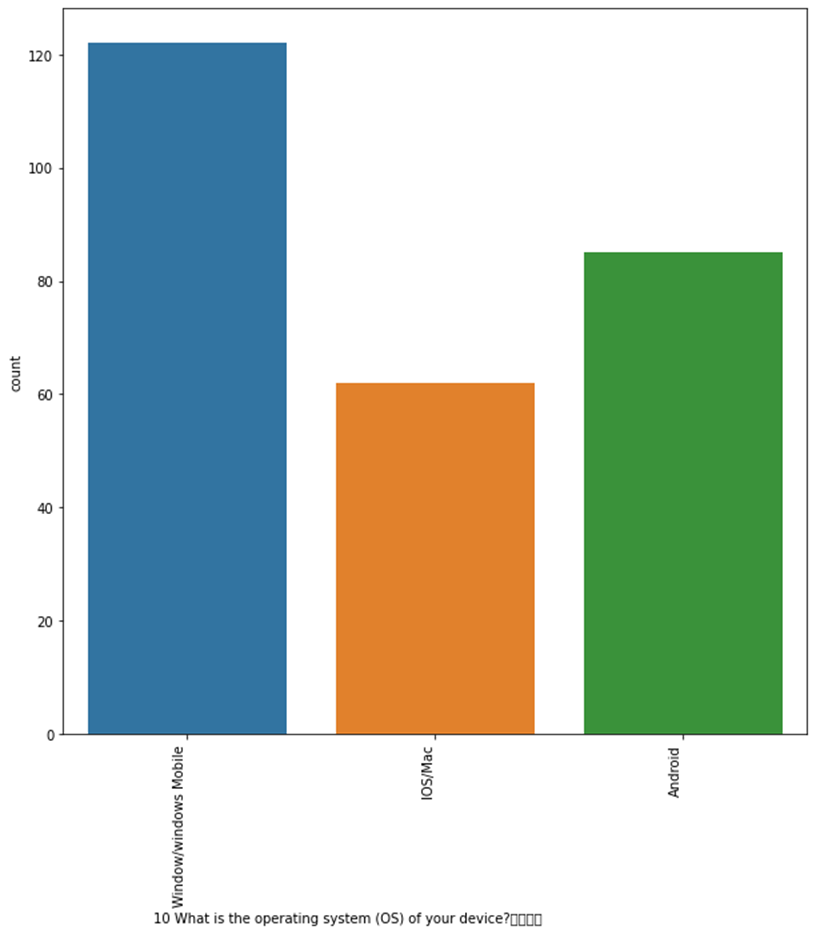 120
100
80
60
40
20
0
count
Window/windows Mobile
IOS/Mac
Android
10 What is the operating system (OS) of your device?